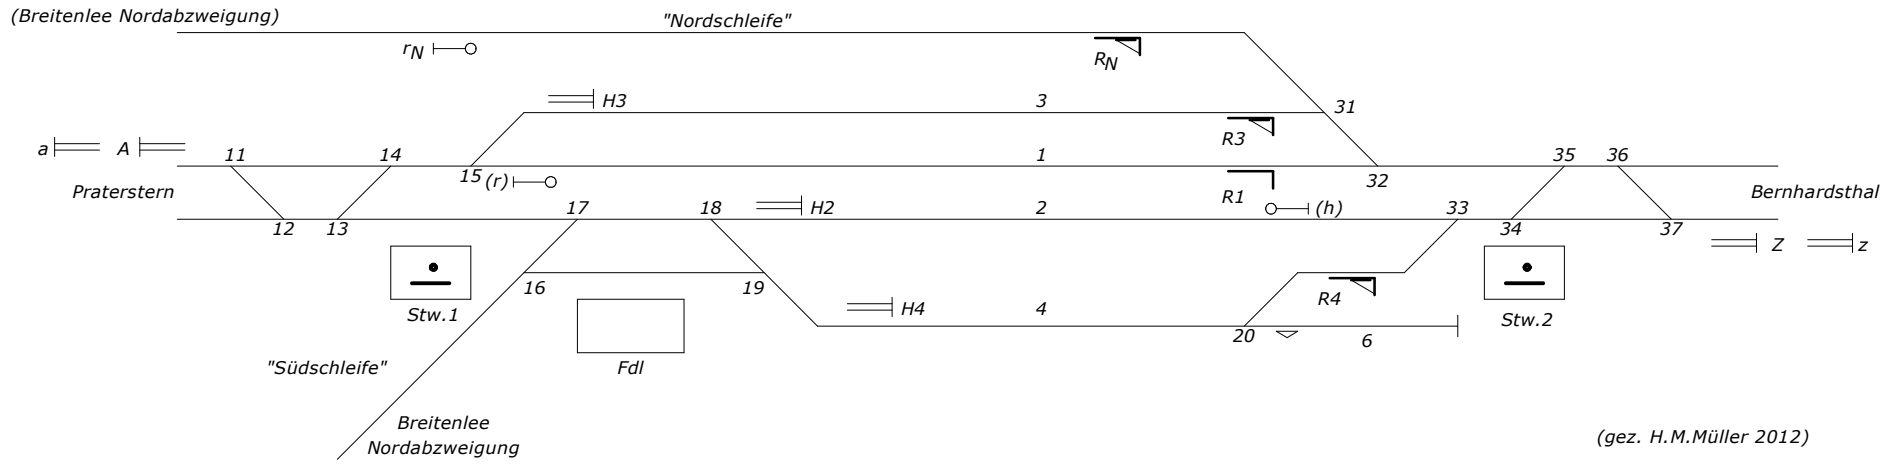 (Breitenlee Nordabzweigung)
"Nordschleife"
rN
RN
H3
3
31
a
A
R3
11
14
1
35
36
15
(r)
32
Praterstern
R1
Bernhardsthal
17
18
H2
2
(h)
33
12
13
34
37
Z
z
16
19
R4
Stw.1
H4
4
Stw.2
20
6
"Südschleife"
Fdl
Breitenlee
Nordabzweigung
(gez. H.M.Müller 2012)